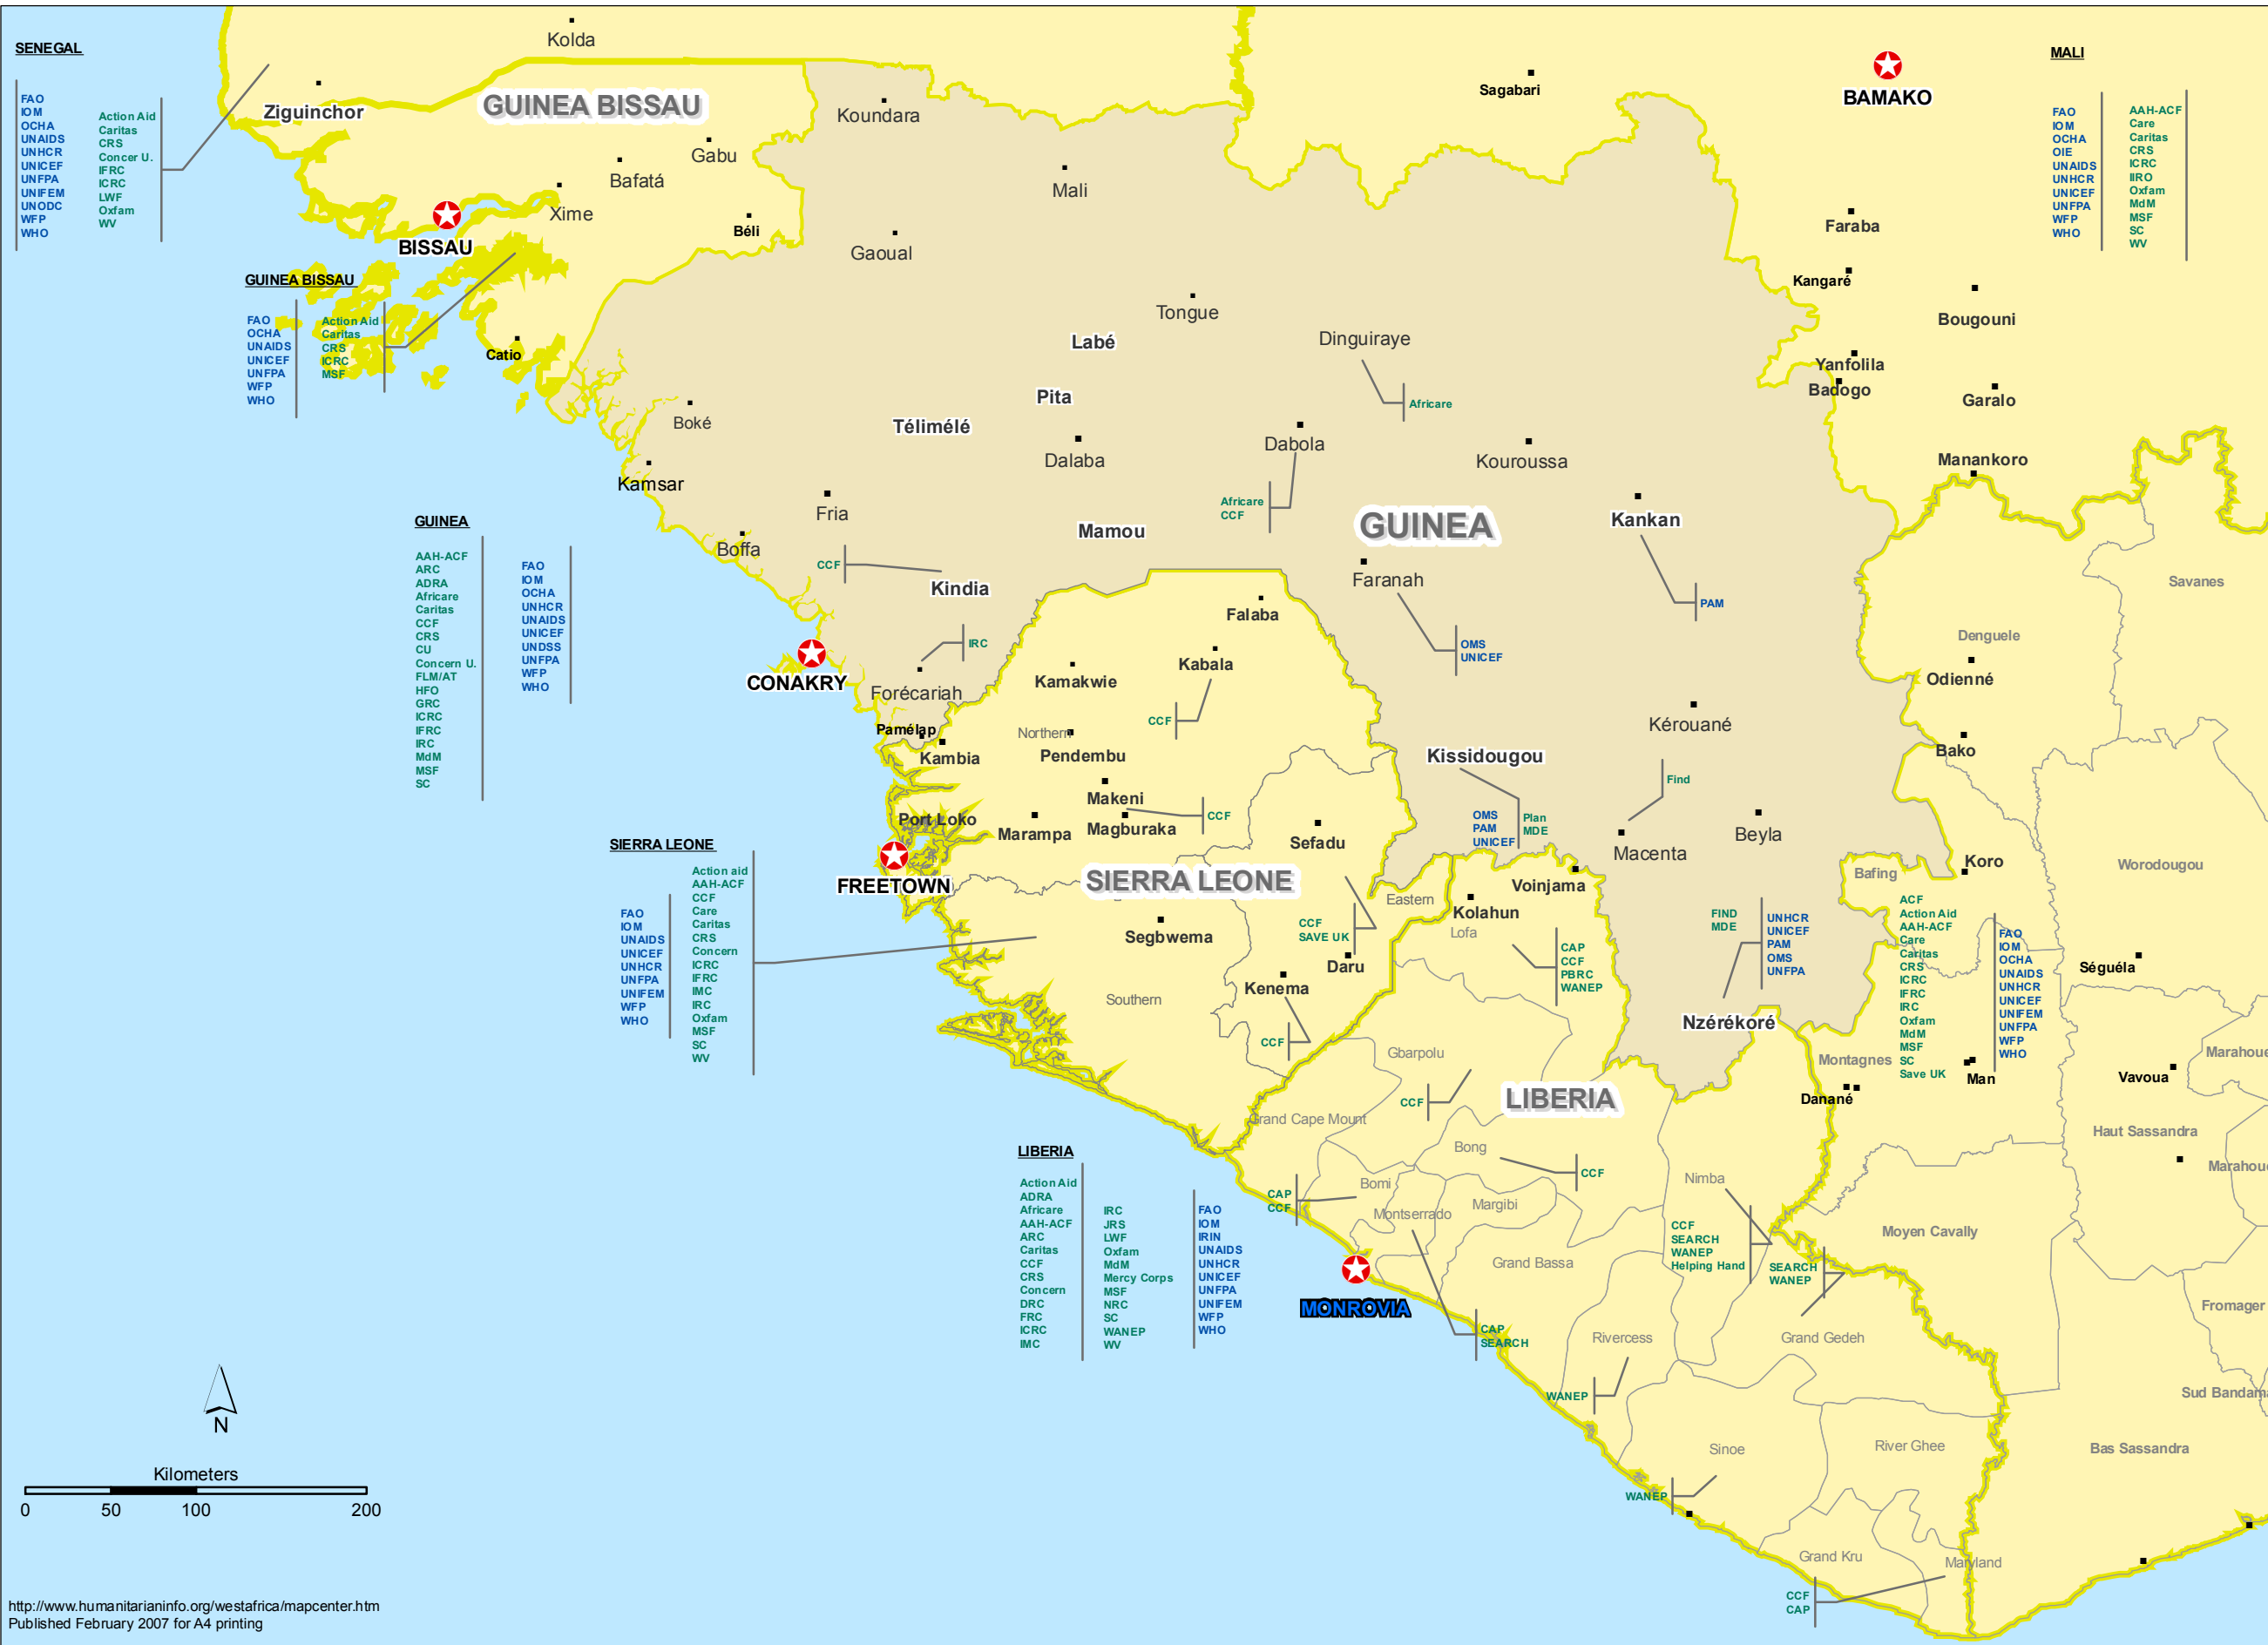 SENEGAL
FAO
IOM
OCHA
UNAIDS
UNHCR
UNICEF
UNFPA
UNIFEM
UNODC
WFP
WHO
Action Aid
Caritas
CRS
Concer U.
IFRC
ICRC
LWF
Oxfam
WV
Kolda
Ziguinchor
GUINEA BISSAU
Gabu
Bafatá
Xime
Béli
BISSAU
Catio
GUINEA BISSAU
FAO
OCHA
UNAIDS
UNICEF
UNFPA
WFP
WHO
Action Aid
Caritas
CRS
ICRC
MSF
Koundara
Mali
Gaoual
Tongue
Labé
Pita
Télimélé
Dalaba
Boké
Kamsar
Fria
Boffa
Mamou
CCF
Kindia
IRC
CONAKRY
Forécariah
Pamélap
Dinguiraye
Africare
Dabola
Africare
CCF
Kouroussa
GUINEA
Kankan
PAM
Faranah
OMS
UNICEF
Kérouané
Kissidougou
OMS
PAM
UNICEF
Plan
MDE
Find
Macenta
Beyla
FIND
MDE
UNHCR
UNICEF
PAM
OMS
UNFPA
Nzérékoré
Sagabari
BAMAKO
MALI
FAO
IOM
OCHA
OIE
UNAIDS
UNHCR
UNICEF
UNFPA
WFP
WHO
AAH-ACF
Care
Caritas
CRS
ICRC
IIRO
Oxfam
MdM
MSF
SC
WV
Faraba
Kangaré
Bougouni
Yanfolila
Badogo
Garalo
Manankoro
GUINEA
AAH-ACF
ARC
ADRA
Africare
Caritas
CCF
CRS
CU
Concern U.
FLM/AT
HFO
GRC
ICRC
IFRC
IRC
MdM
MSF
SC
FAO
IOM
OCHA
UNHCR
UNAIDS
UNICEF
UNDSS
UNFPA
WFP
WHO
Falaba
Kabala
Kamakwie
CCF
Northern
Kambia
Pendembu
Makeni
CCF
Magburaka
Marampa
Port Loko
Sefadu
FREETOWN
SIERRA LEONE
Eastern
CCF
SAVE UK
Segbwema
Daru
Kenema
Southern
CCF
SIERRA LEONE
FAO
IOM
UNAIDS
UNICEF
UNHCR
UNFPA
UNIFEM
WFP
WHO
Action aid
AAH-ACF
CCF
Care
Caritas
CRS
Concern
ICRC
IFRC
IMC
IRC
Oxfam
MSF
SC
WV
Savanes
Denguele
Odienné
Bako
Koro
Bafing
Worodougou
ACF
Action Aid
AAH-ACF
Care
Caritas
CRS
ICRC
IFRC
IRC
Oxfam
MdM
MSF
SC
Save UK
FAO
IOM
OCHA
UNAIDS
UNHCR
UNICEF
UNIFEM
UNFPA
WFP
WHO
Séguéla
Montagnes
Man
Danané
Vavoua
Marahoue
Haut Sassandra
Marahou
Moyen Cavally
Fromager
Sud Bandam
Bas Sassandra
Voinjama
Kolahun
Lofa
CAP
CCF
PBRC
WANEP
Gbarpolu
CCF
LIBERIA
Grand Cape Mount
Bong
CCF
Bomi
CAP
CCF
Montserrado
Margibi
Nimba
CCF
SEARCH
WANEP
Helping Hand
SEARCH
WANEP
Grand Bassa
MONROVIA
CAP
SEARCH
Rivercess
Grand Gedeh
WANEP
Sinoe
River Ghee
WANEP
Grand Kru
Maryland
CCF
CAP
LIBERIA
Action Aid
ADRA
Africare
AAH-ACF
ARC
Caritas
CCF
CRS
Concern
DRC
FRC
ICRC
IMC
IRC
JRS
LWF
Oxfam
MdM
Mercy Corps
MSF
NRC
SC
WANEP
WV
FAO
IOM
IRIN
UNAIDS
UNHCR
UNICEF
UNFPA
UNIFEM
WFP
WHO
N
Kilometers
0 50 100 200
http://www.humanitarianinfo.org/westafrica/mapcenter.htm
Published February 2007 for A4 printing